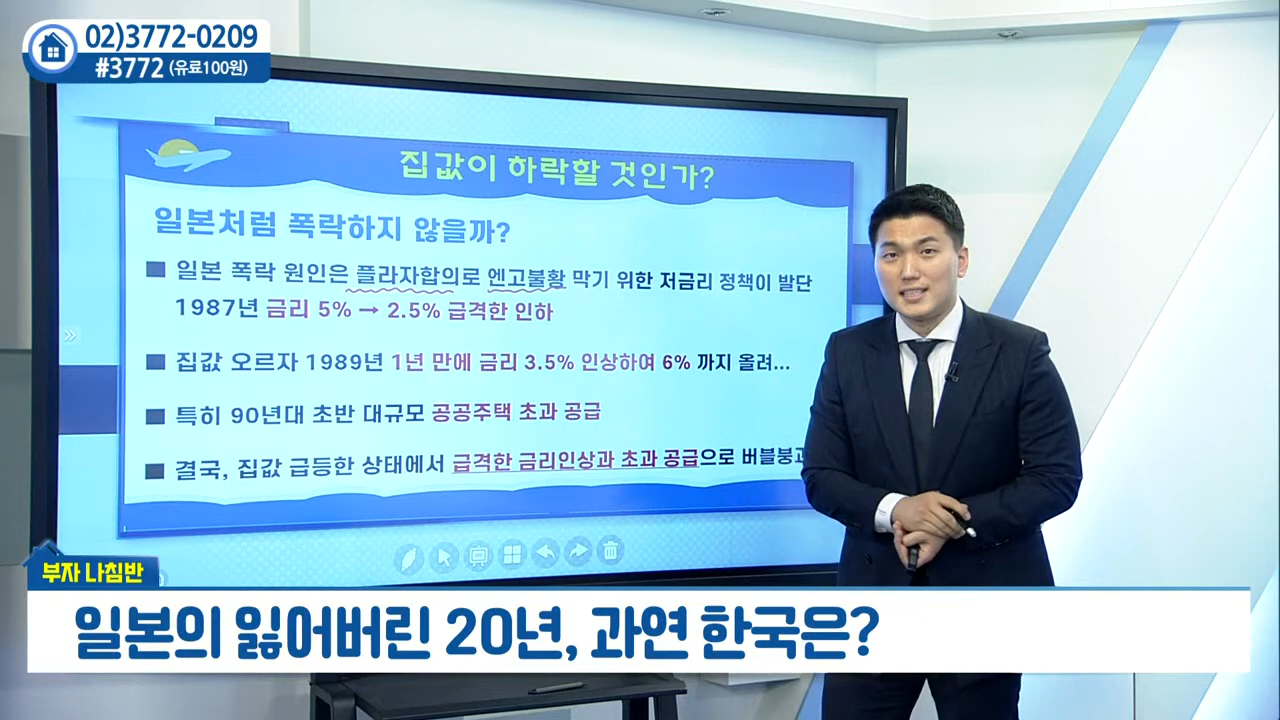 02)3772-0209
#3772 (유료100원)
집값이 하락할 것인가?
일본처럼 폭락하지 않을까?
■ 일본 폭락 원인은 플라자합의로 엔고불황 막기 위한 저금리 정책이 발단
1987년 금리 5% → 2.5% 급격한 인하
■ 집값 오르자 1989년 1년 만에 금리 3.5% 인상하여 6% 까지 올려...
■ 특히 90년대 초반 대규모 공공주택 초과 공급
■ 결국, 집값 급등한 상태에서 급격한 금리인상과 초과 공급으로
부자 나침반
일본의 잃어버린 20년, 과연 한국은?